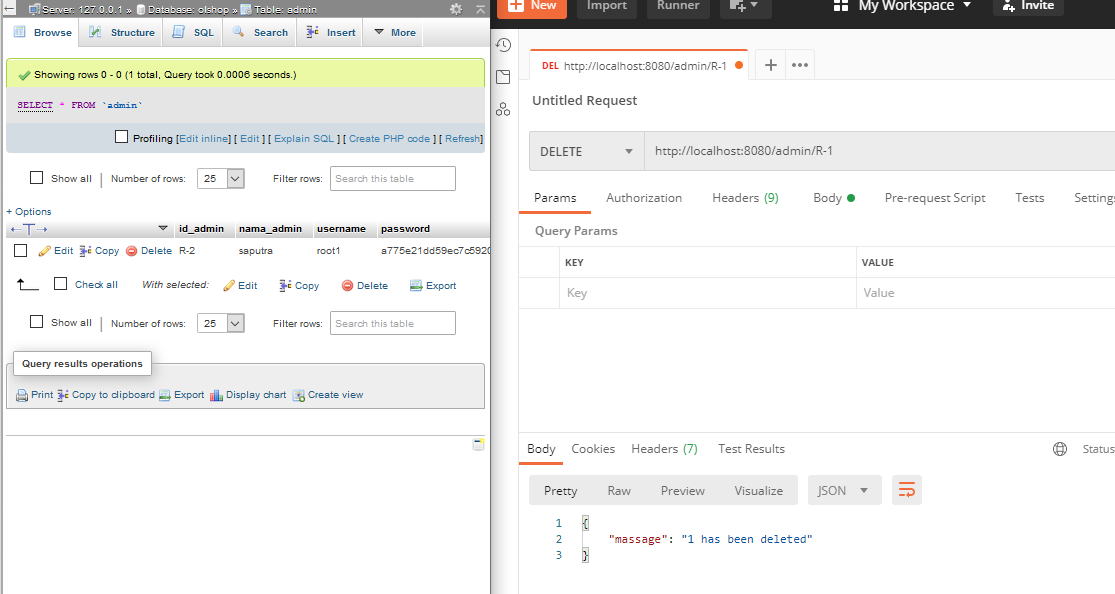 Server: 127.0.0.1 » Database: olshop » Table: admin
Browse Structure SQL Search Insert More
Showing rows 0 - 0 (1 total, Query took 0.0006 seconds.)
SELECT * FROM `admin`
Profiling [Edit inline] [ Edit ] [ Explain SQL ] [ Create PHP code ] [ Refresh]
Show all | Number of rows: 25 Filter rows: Search this table
+ Options
←T→ id_admin nama_admin username password
Edit Copy Delete R-2 saputra root1 a775e21dd59ec7c5920
Check all With selected: Edit Copy Delete Export
Show all | Number of rows: 25 Filter rows: Search this table
Query results operations
Print Copy to clipboard Export Display chart Create view
New Import Runner My Workspace Invite
DEL http://localhost:8080/admin/R-1
Untitled Request
DELETE http://localhost:8080/admin/R-1
Params Authorization Headers (9) Body Pre-request Script Tests Settings
Query Params
KEY VALUE
Key Value
Body Cookies Headers (7) Test Results Status
Pretty Raw Preview Visualize JSON
1 {
2 "massage": "1 has been deleted"
3 }